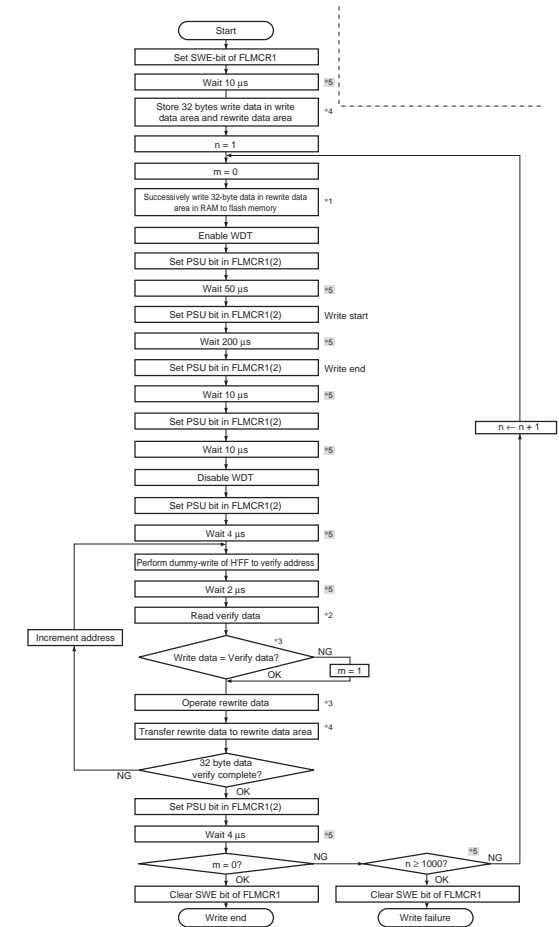 Start
Set SWE-bit of FLMCR1
Wait 10 µs
*5
Store 32 bytes write data in write
data area and rewrite data area
*4
n = 1
m = 0
Successively write 32-byte data in rewrite data
area in RAM to flash memory
*1
Enable WDT
Set PSU bit in FLMCR1(2)
Wait 50 µs
*5
Set PSU bit in FLMCR1(2)
Write start
Wait 200 µs
*5
Set PSU bit in FLMCR1(2)
Write end
Wait 10 µs
*5
Set PSU bit in FLMCR1(2)
n ← n + 1
Wait 10 µs
*5
Disable WDT
Set PSU bit in FLMCR1(2)
Wait 4 µs
*5
Perform dummy-write of H'FF to verify address
Wait 2 µs
*5
Read verify data
*2
Increment address
*3
Write data = Verify data?
NG
m = 1
OK
Operate rewrite data
*3
Transfer rewrite data to rewrite data area
*4
32 byte data
verify complete?
NG
OK
Set PSU bit in FLMCR1(2)
Wait 4 µs
*5
m = 0?
NG
*5
n ≥ 1000?
NG
OK
OK
Clear SWE bit of FLMCR1
Clear SWE bit of FLMCR1
Write end
Write failure